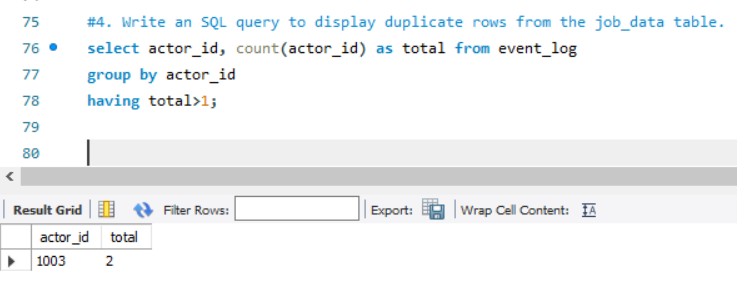 75 #4. Write an SQL query to display duplicate rows from the job_data table.
76 select actor_id, count(actor_id) as total from event_log
77 group by actor_id
78 having total>1;
79
80
Result Grid Filter Rows: Export: Wrap Cell Content: IA
actor_id total
1003 2